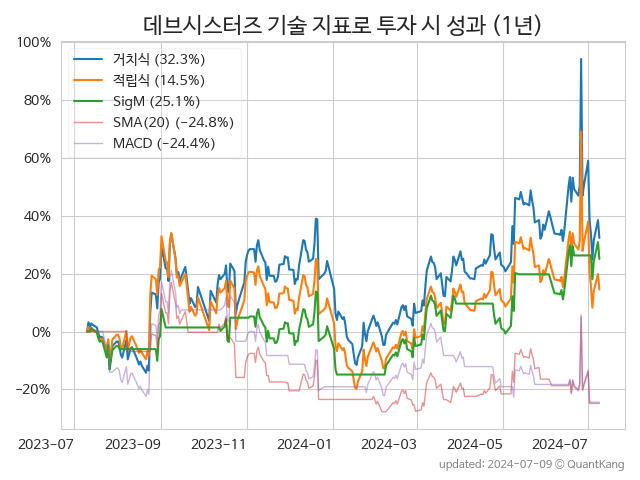 데브시스터즈 기술 지표로 투자 시 성과 (1년)
100%
80%
60%
40%
20%
0%
−20%
거치식 (32.3%)
적립식 (14.5%)
SigM (25.1%)
SMA(20) (−24.8%)
MACD (−24.4%)
2023-07
2023-09
2023-11
2024-01
2024-03
2024-05
2024-07
updated: 2024-07-09 © QuantKang